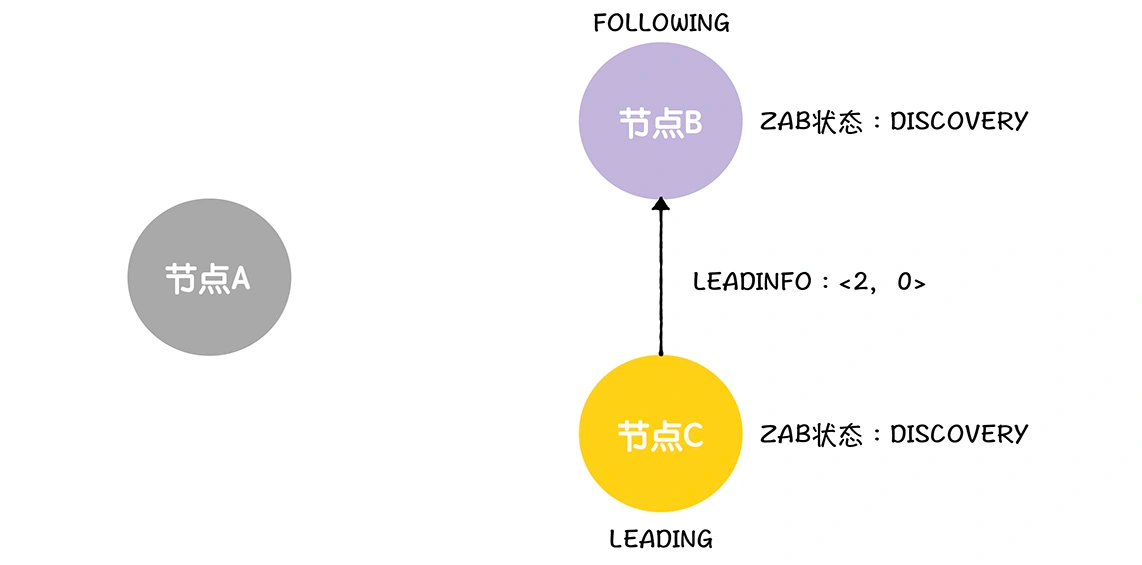 FOLLOWING
节点B
ZAB状态：DISCOVERY
节点A
LEADINFO：<2， 0>
节点C
ZAB状态：DISCOVERY
LEADING